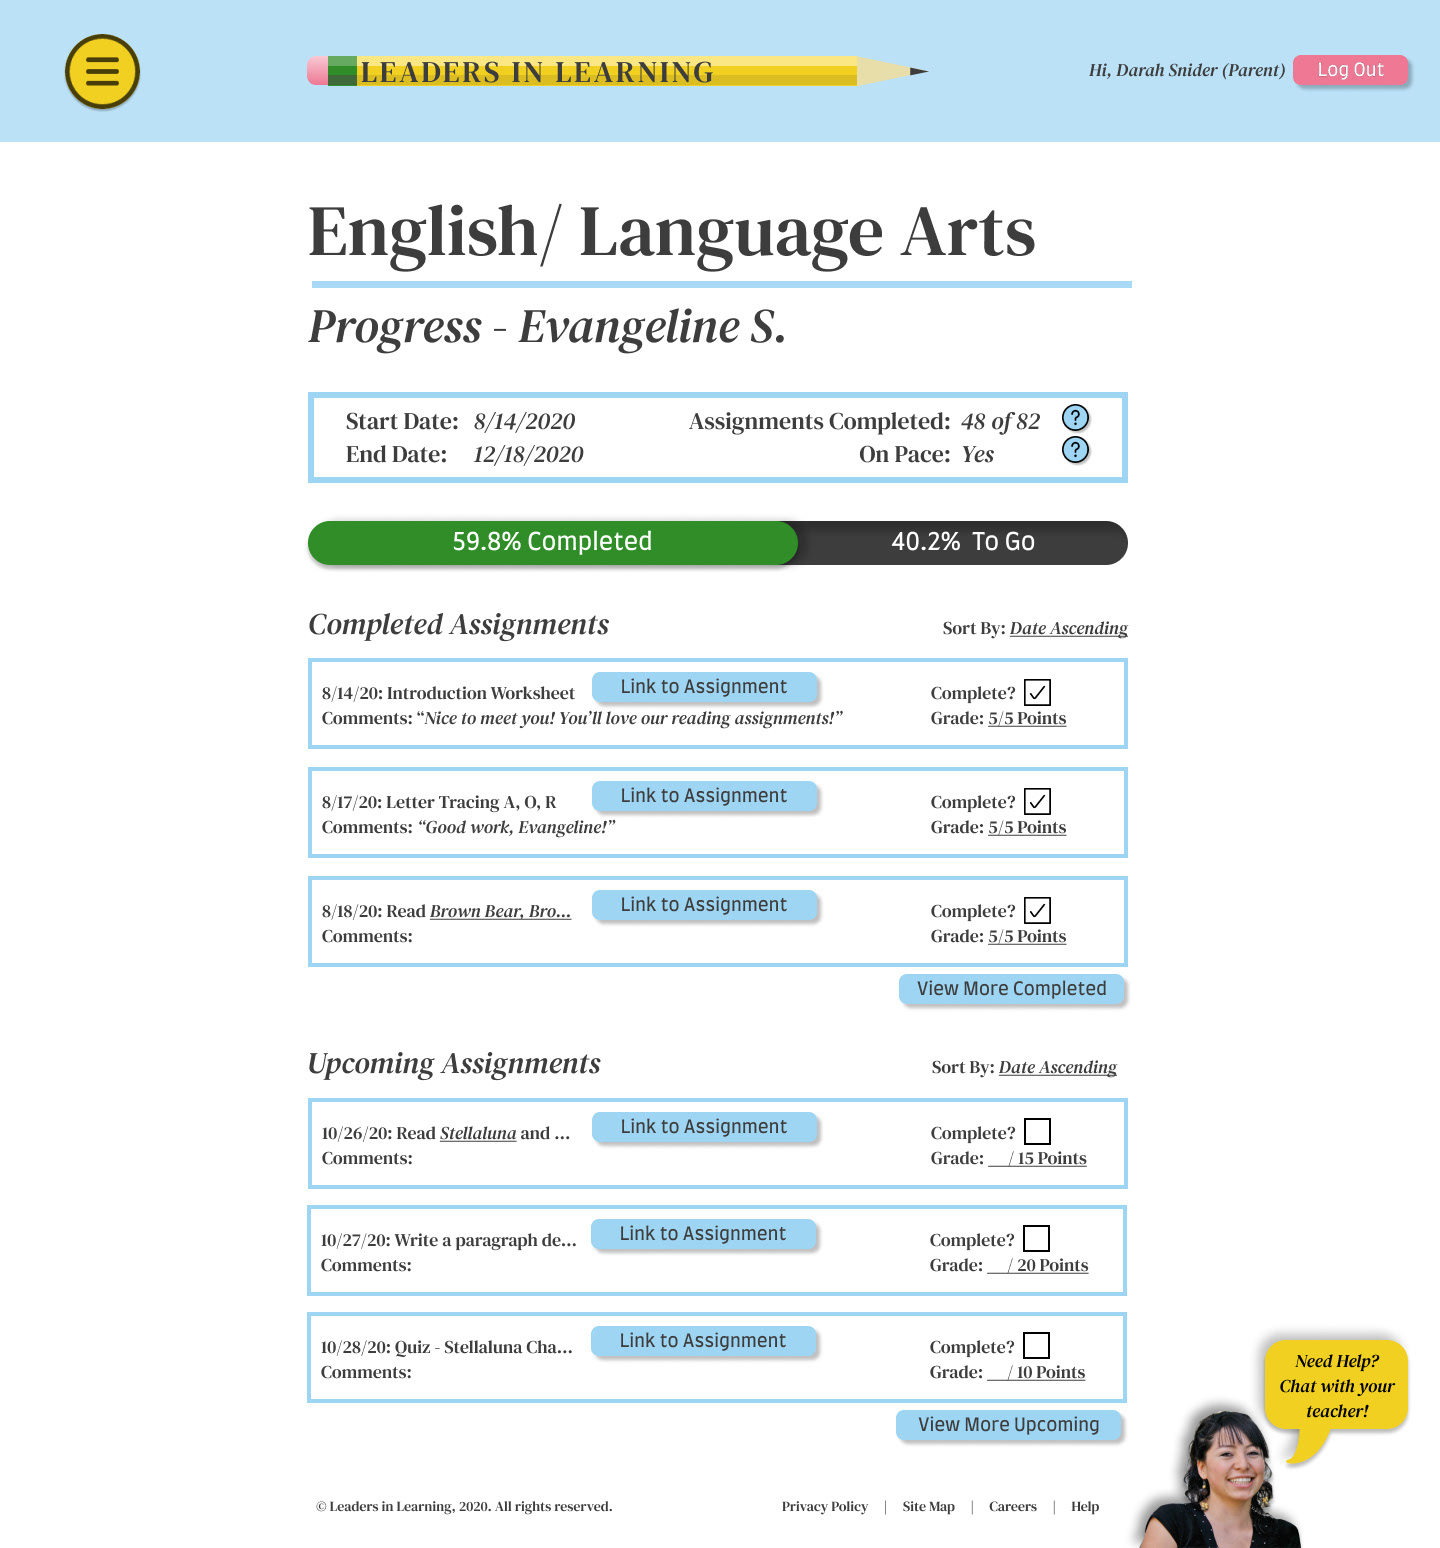 LEADERS IN LEARNING
Hi, Darah Snider (Parent)
Log Out
English/ Language Arts
Progress - Evangeline S.
Start Date: 8/14/2020
Assignments Completed: 48 of 82
?
End Date: 12/18/2020
On Pace: Yes
?
59.8% Completed
40.2% To Go
Completed Assignments
Sort By: Date Ascending
8/14/20: Introduction Worksheet
Link to Assignment
Complete?
Comments: “Nice to meet you! You’ll love our reading assignments!”
Grade: 5/5 Points
8/17/20: Letter Tracing A, O, R
Link to Assignment
Complete?
Comments: “Good work, Evangeline!”
Grade: 5/5 Points
8/18/20: Read Brown Bear, Bro...
Link to Assignment
Complete?
Comments:
Grade: 5/5 Points
View More Completed
Upcoming Assignments
Sort By: Date Ascending
10/26/20: Read Stellaluna and ...
Link to Assignment
Complete?
Comments:
Grade: __/ 15 Points
10/27/20: Write a paragraph de...
Link to Assignment
Complete?
Comments:
Grade: __/ 20 Points
10/28/20: Quiz - Stellaluna Cha...
Link to Assignment
Complete?
Comments:
Grade: __/ 10 Points
View More Upcoming
Need Help?
Chat with your
teacher!
© Leaders in Learning, 2020. All rights reserved.
Privacy Policy | Site Map | Careers | Help